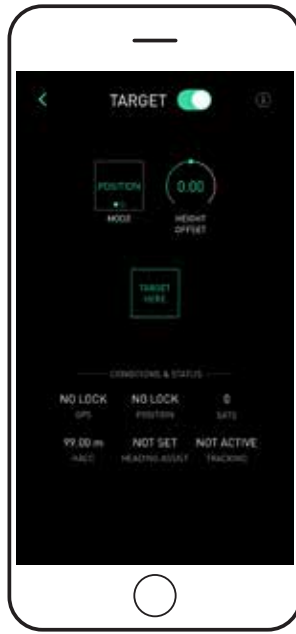 TARGET
POSITION
MODE
0.00
HEIGHT
OFFSET
TARGET
HERE
CONDITIONS & STATUS
NO LOCK NO LOCK 0
GPS POSITION SATS
99.00 m NOT SET NOT ACTIVE
HACC HEADING ASSIST TRACKING